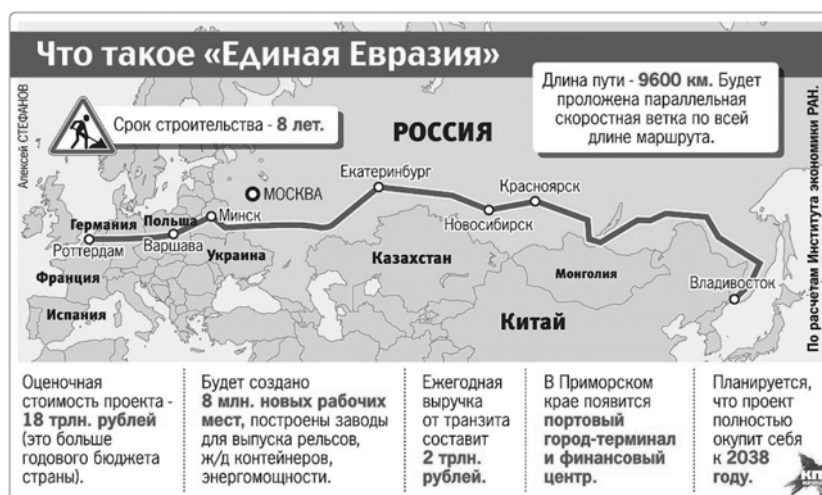 Что такое «Единая Евразия»
Алексей СТЕФАНОВ
Срок строительства - 8 лет.
Длина пути - 9600 км. Будет
проложена параллельная
скоростная ветка по всей
длине маршрута.
По расчетам Института экономики РАН.
РОССИЯ
Екатеринбург
МОСКВА
Красноярск
Германия
Польша
Минск
Новосибирск
Роттердам
Варшава
Украина
Казахстан
Франция
Монголия
Владивосток
Испания
Китай
Оценочная
стоимость проекта -
18 трлн. рублей
(это больше
годового бюджета
страны).
Будет создано
8 млн. новых рабочих
мест, построены заводы
для выпуска рельсов,
ж/д контейнеров,
энергомощности.
Ежегодная
выручка
от транзита
составит
2 трлн.
рублей.
В Приморском
крае появится
портовый
город-терминал
и финансовый
центр.
Планируется,
что проект
полностью
окупит себя
к 2038
году.
КП